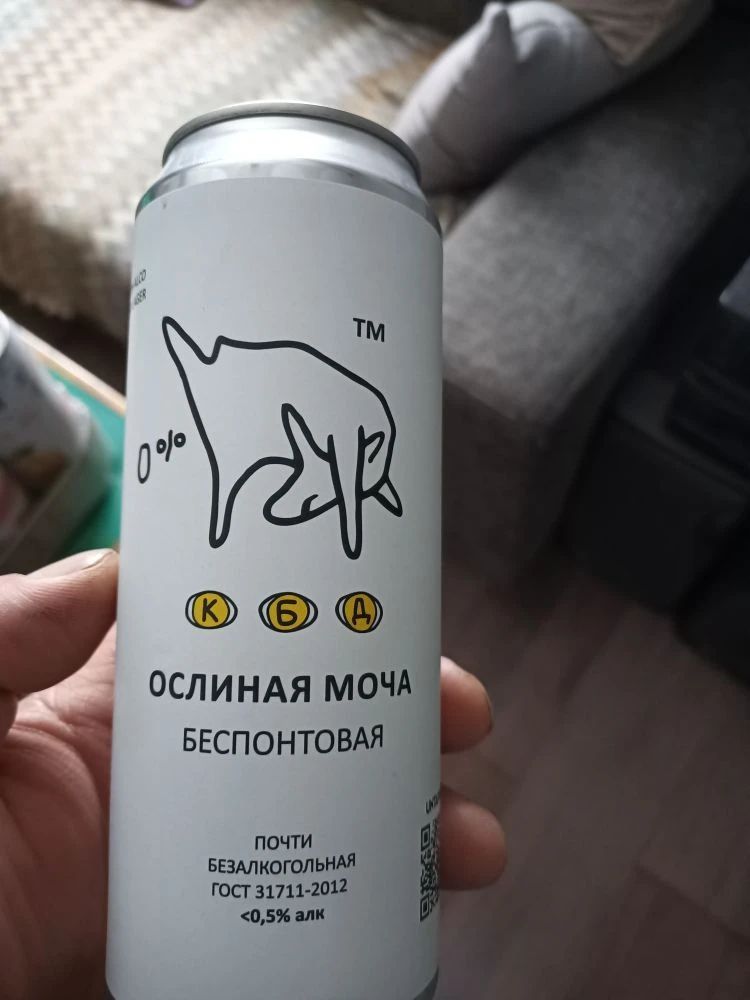 TM
0%
К Б Д
ОСЛИНАЯ МОЧА
БЕСПОНТОВАЯ
ПОЧТИ
БЕЗАЛКОГОЛЬНАЯ
ГОСТ 31711-2012
<0,5% алк